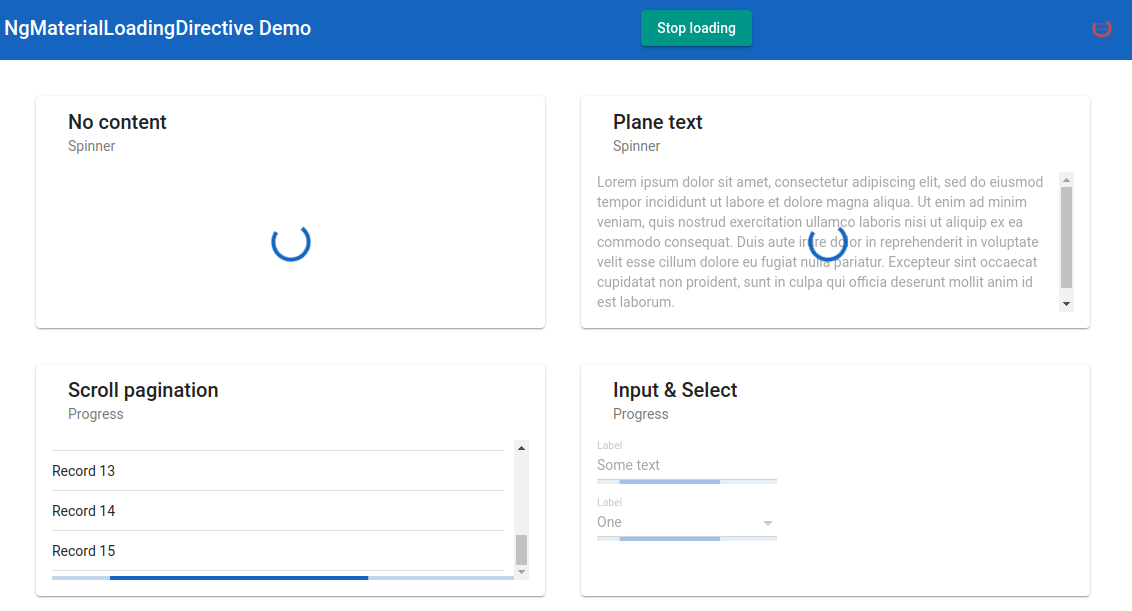 NgMaterialLoadingDirective Demo
Stop loading
No content
Spinner
Plane text
Spinner
Lorem ipsum dolor sit amet, consectetur adipiscing elit, sed do eiusmod
tempor incididunt ut labore et dolore magna aliqua. Ut enim ad minim
veniam, quis nostrud exercitation ullamco laboris nisi ut aliquip ex ea
commodo consequat. Duis aute irure dolor in reprehenderit in voluptate
velit esse cillum dolore eu fugiat nulla pariatur. Excepteur sint occaecat
cupidatat non proident, sunt in culpa qui officia deserunt mollit anim id
est laborum.
Scroll pagination
Progress
Record 13
Record 14
Record 15
Input & Select
Progress
Label
Some text
Label
One